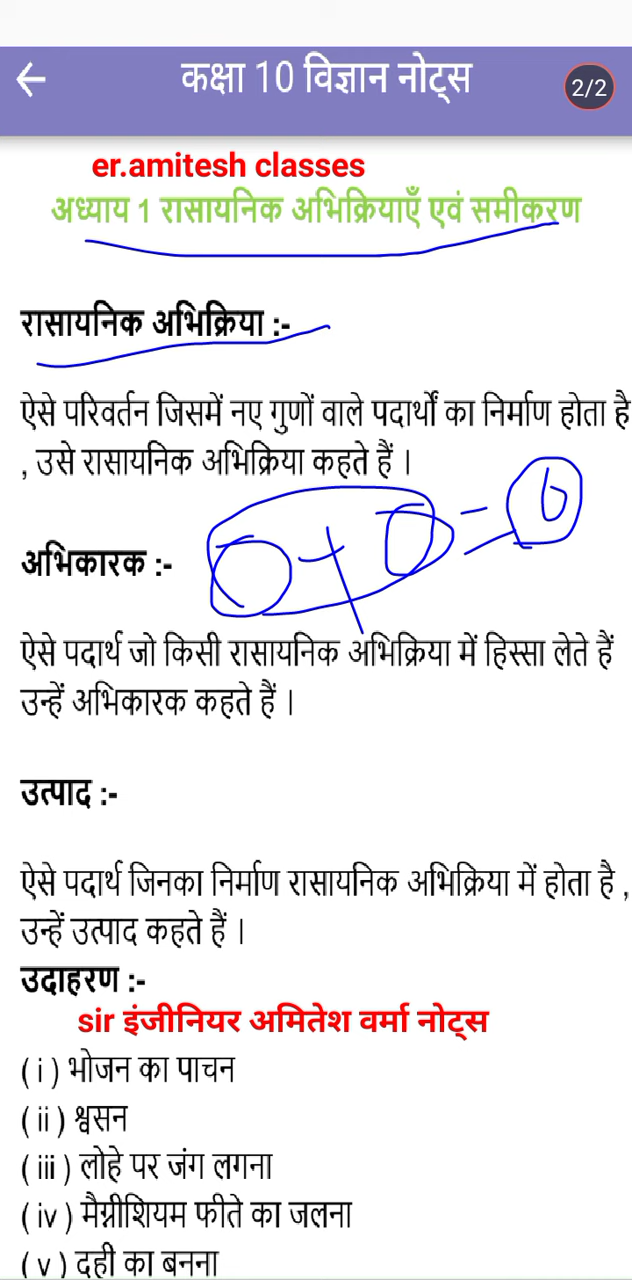 कक्षा 10 विज्ञान नोट्स
2/2
er.amitesh classes
अध्याय 1 रासायनिक अभिक्रियाएँ एवं समीकरण
रासायनिक अभिक्रिया :-
ऐसे परिवर्तन जिसमें नए गुणों वाले पदार्थों का निर्माण होता है
, उसे रासायनिक अभिक्रिया कहते हैं ।
अभिकारक :-
ऐसे पदार्थ जो किसी रासायनिक अभिक्रिया में हिस्सा लेते हैं
उन्हें अभिकारक कहते हैं ।
उत्पाद :-
ऐसे पदार्थ जिनका निर्माण रासायनिक अभिक्रिया में होता है ,
उन्हें उत्पाद कहते हैं ।
उदाहरण :-
sir इंजीनियर अमितेश वर्मा नोट्स
( i ) भोजन का पाचन
( ii ) श्वसन
( iii ) लोहे पर जंग लगना
( iv ) मैग्नीशियम फीते का जलना
( v ) दही का बनना